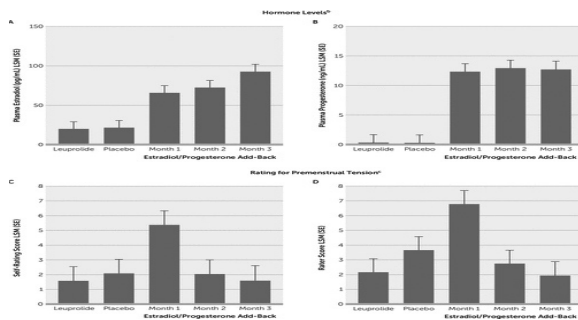 Hormone Levelsᵇ
A
B
Plasma Estradiol (pg/mL) LSM (SE)
150
100
50
0
Leuprolide Placebo Month 1 Month 2 Month 3
Estradiol/Progesterone Add-Back
Plasma Progesterone (ng/mL) LSM (SE)
20
15
10
5
0
Leuprolide Placebo Month 1 Month 2 Month 3
Estradiol/Progesterone Add-Back
Rating for Premenstrual Tensionᶜ
C
D
Self-Rating Score LSM (SE)
8
7
6
5
4
3
2
1
0
Leuprolide Placebo Month 1 Month 2 Month 3
Estradiol/Progesterone Add-Back
Rater Score LSM (SE)
8
7
6
5
4
3
2
1
0
Leuprolide Placebo Month 1 Month 2 Month 3
Estradiol/Progesterone Add-Back